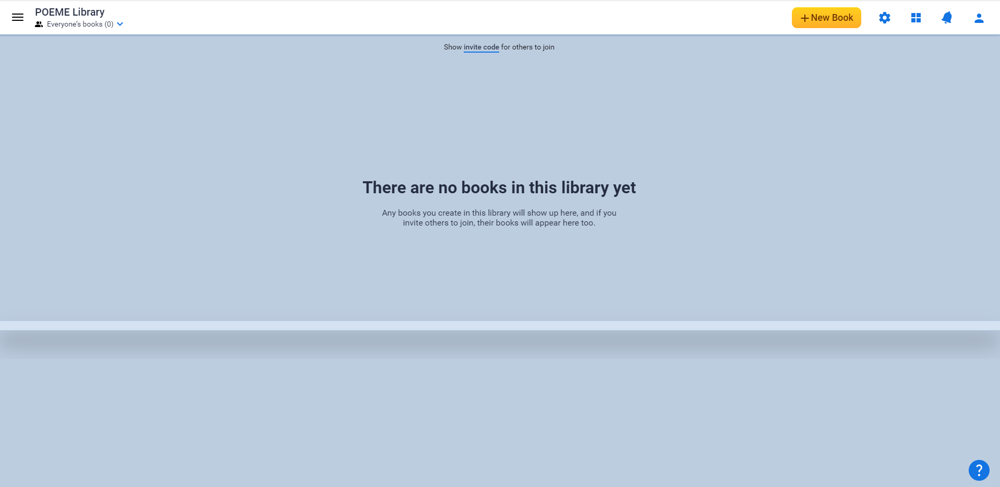 POEME Library
Everyone's books (0)
+ New Book
Show invite code for others to join
There are no books in this library yet
Any books you create in this library will show up here, and if you
invite others to join, their books will appear here too.
?